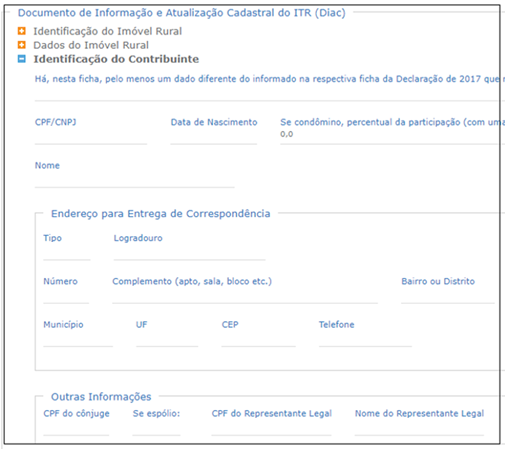 Documento de Informação e Atualização Cadastral do ITR (Diac)
Identificação do Imóvel Rural
Dados do Imóvel Rural
Identificação do Contribuinte
Há, nesta ficha, pelo menos um dado diferente do informado na respectiva ficha da Declaração de 2017 que
CPF/CNPJ Data de Nascimento Se condômino, percentual da participação (com uma
0,0
Nome
Endereço para Entrega de Correspondência
Tipo Logradouro
Número Complemento (apto, sala, bloco etc.) Bairro ou Distrito
Município UF CEP Telefone
Outras Informações
CPF do cônjuge Se espólio: CPF do Representante Legal Nome do Representante Legal